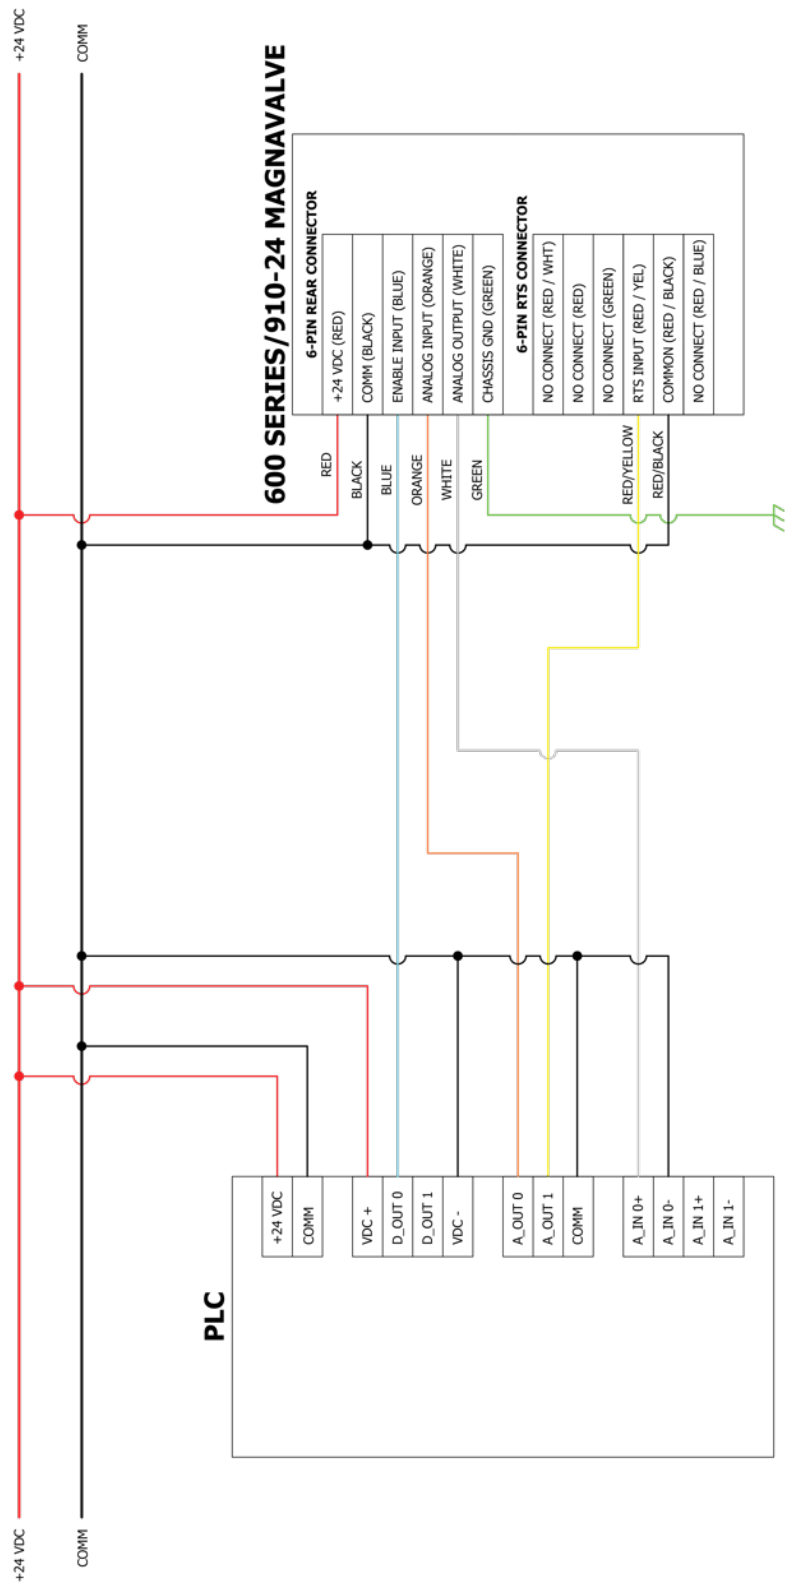 +24 VDC
COMM
+24 VDC
COMM
PLC
+24 VDC
COMM
VDC +
D_OUT 0
D_OUT 1
VDC -
A_OUT 0
A_OUT 1
COMM
A_IN 0+
A_IN 0-
A_IN 1+
A_IN 1-
600 SERIES/910-24 MAGNAVALVE
6-PIN REAR CONNECTOR
RED
+24 VDC (RED)
BLACK
COMM (BLACK)
BLUE
ENABLE INPUT (BLUE)
ORANGE
ANALOG INPUT (ORANGE)
WHITE
ANALOG OUTPUT (WHITE)
GREEN
CHASSIS GND (GREEN)
6-PIN RTS CONNECTOR
NO CONNECT (RED / WHT)
NO CONNECT (RED)
NO CONNECT (GREEN)
RED/YELLOW
RTS INPUT (RED / YEL)
RED/BLACK
COMMON (RED / BLACK)
NO CONNECT (RED / BLUE)